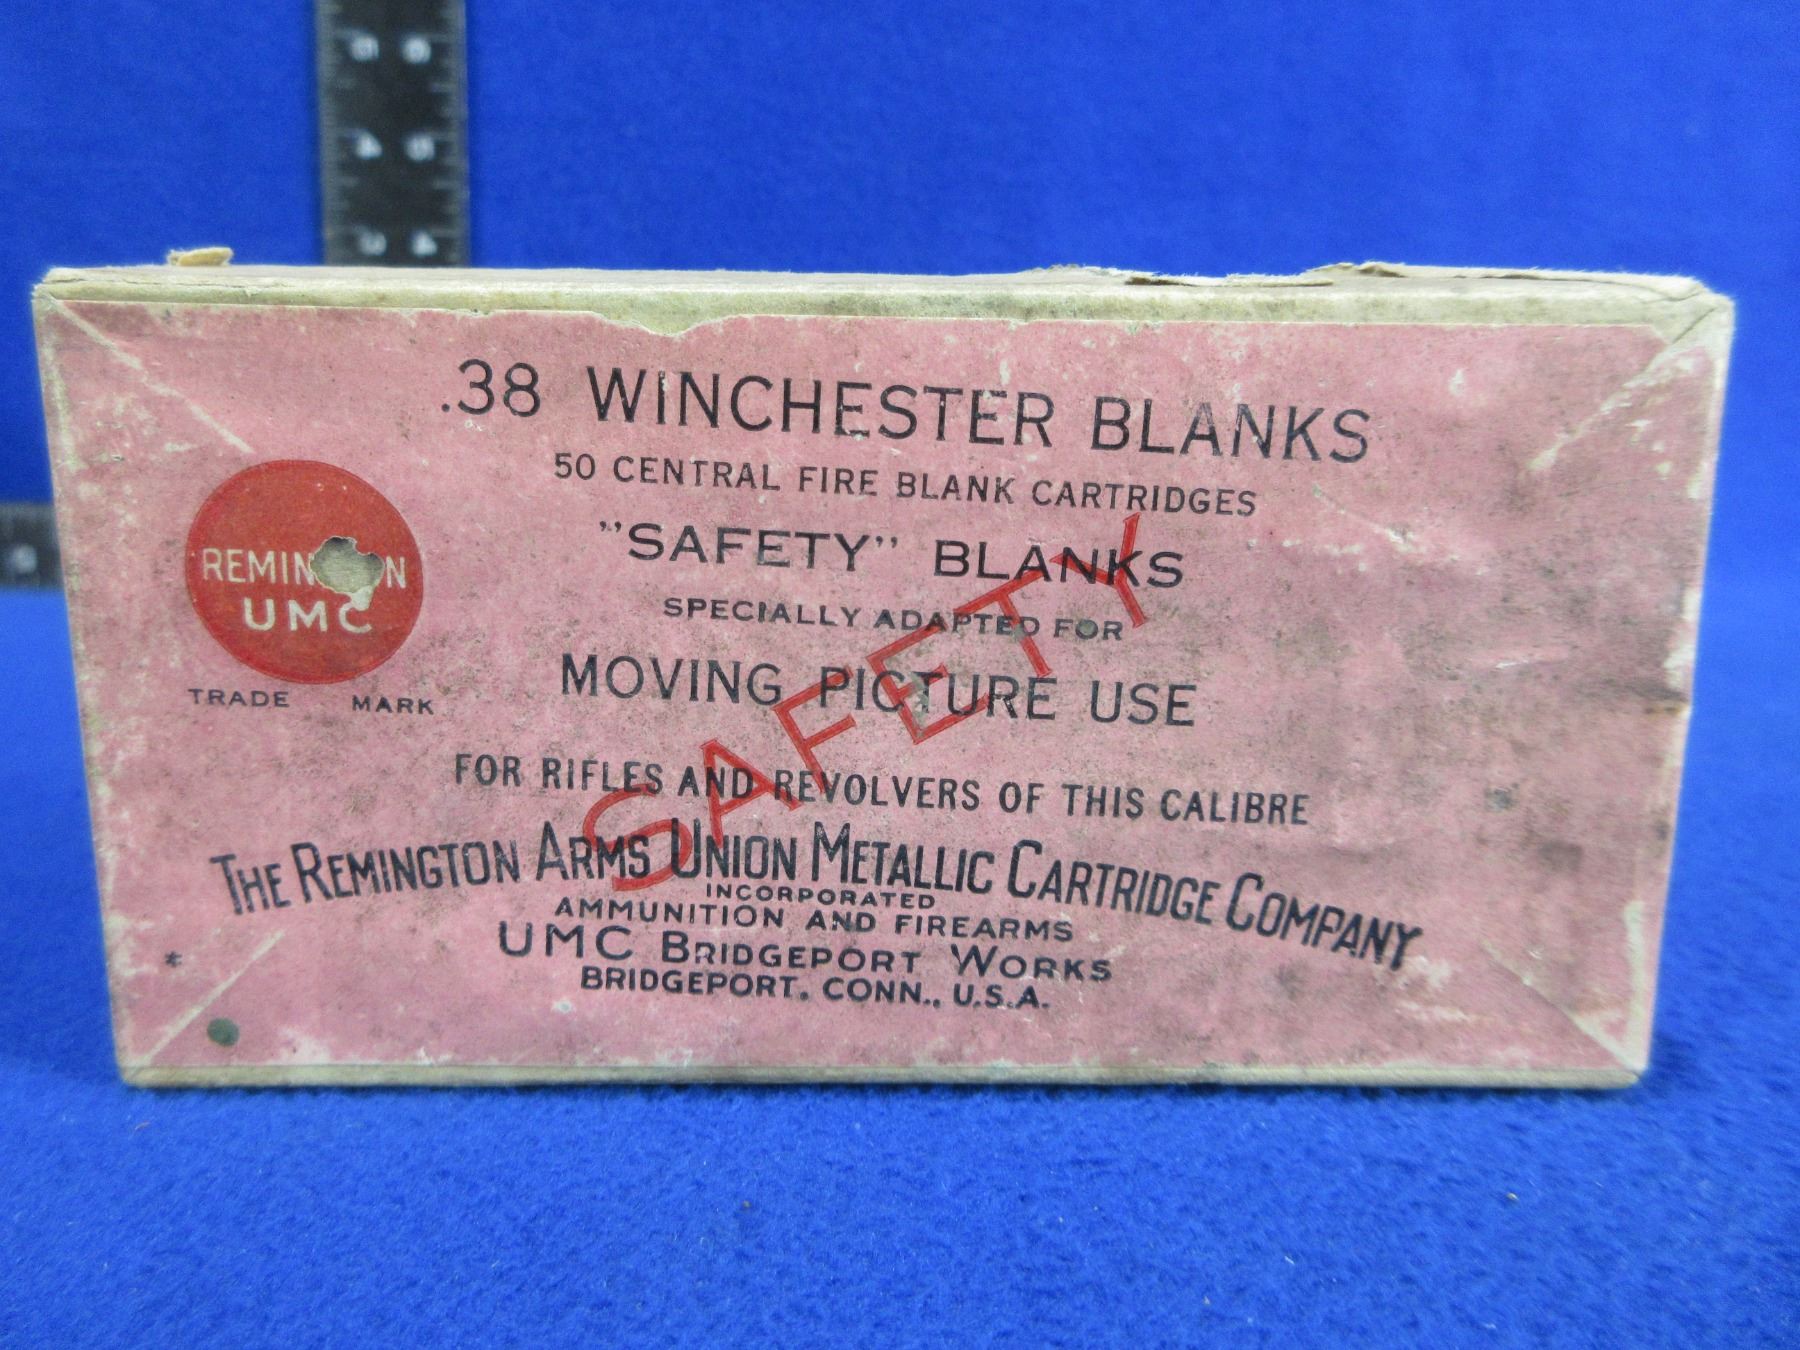 .38 WINCHESTER BLANKS
50 CENTRAL FIRE BLANK CARTRIDGES
"SAFETY" BLANKS
SPECIALLY ADAPTED FOR
MOVING PICTURE USE
FOR RIFLES AND REVOLVERS OF THIS CALIBRE
THE REMINGTON ARMS UNION METALLIC CARTRIDGE COMPANY
INCORPORATED
AMMUNITION AND FIREARMS
UMC BRIDGEPORT WORKS
BRIDGEPORT, CONN., U.S.A.
SAFETY
UMC
TRADE MARK
*